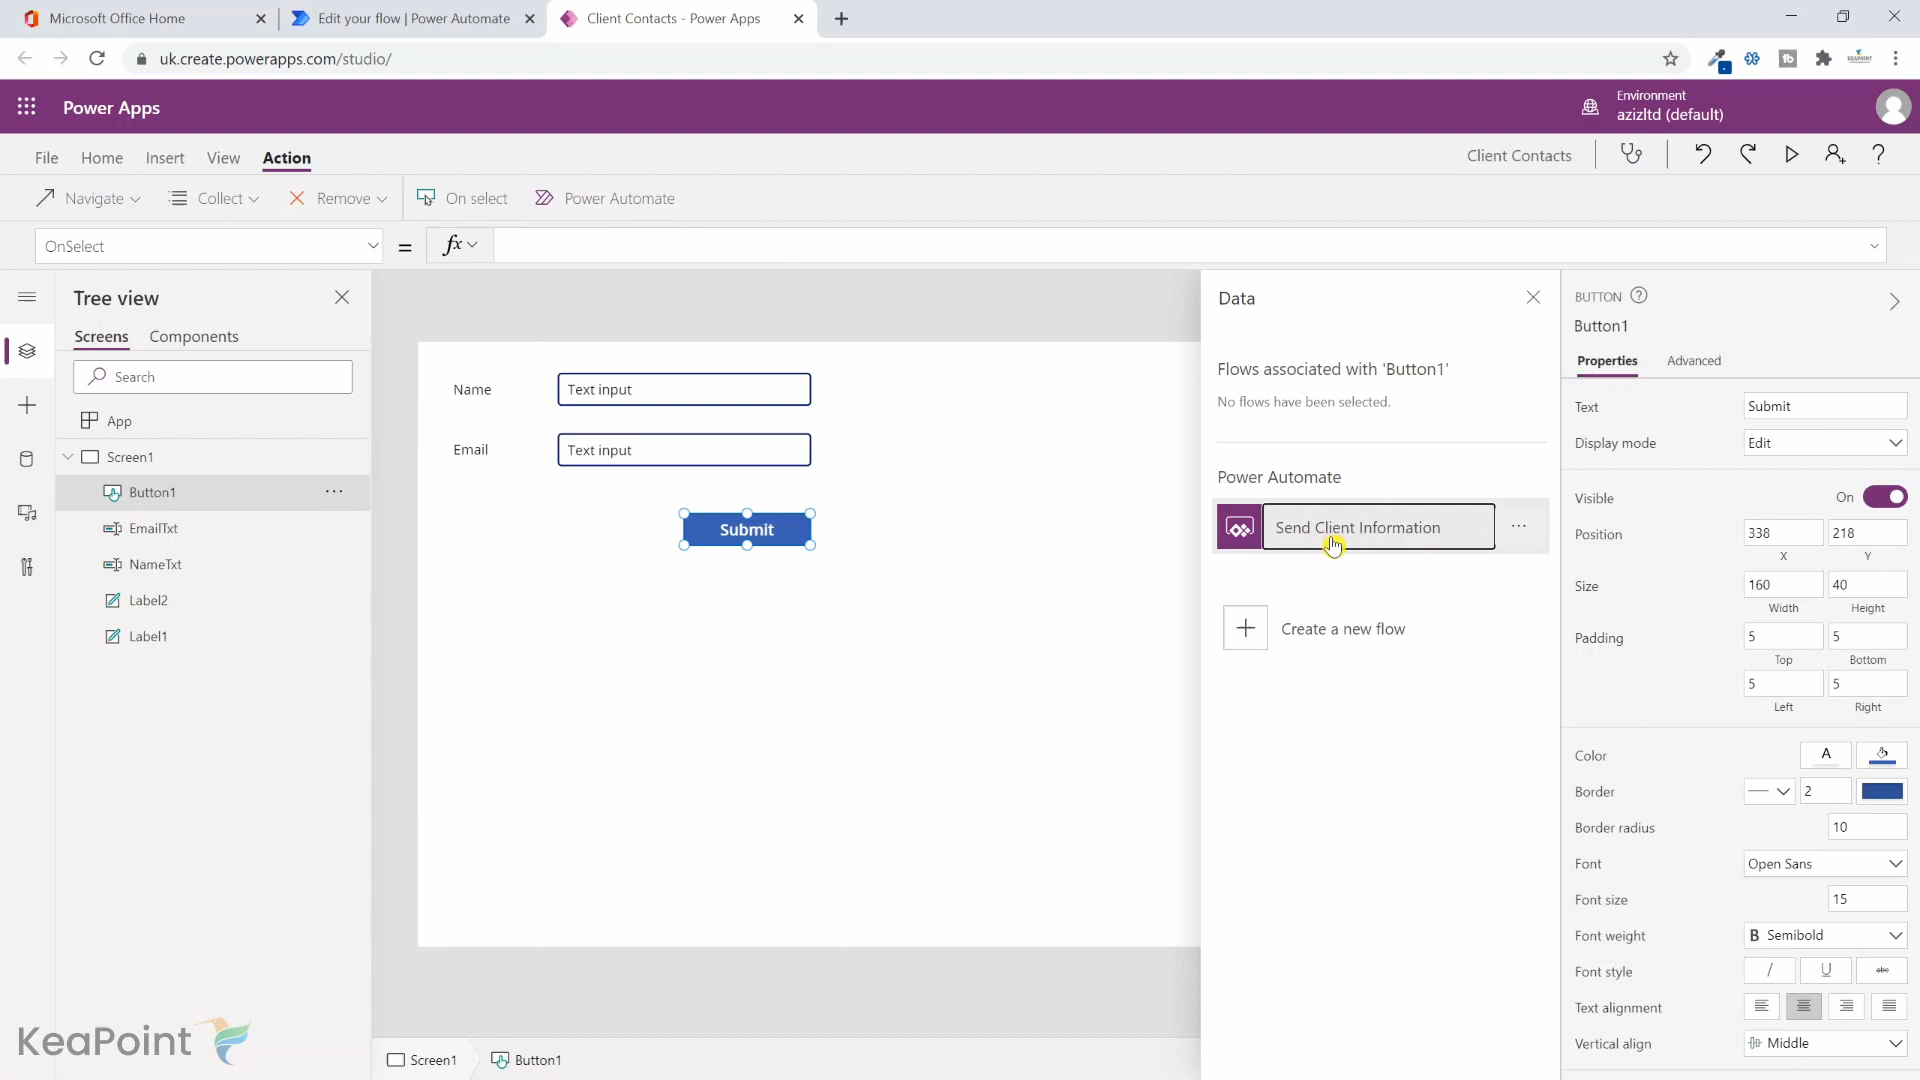 Microsoft Office Home
Edit your flow | Power Automate
Client Contacts - Power Apps
uk.create.powerapps.com/studio/
Power Apps
Environment
azizltd (default)
File
Home
Insert
View
Action
Client Contacts
Navigate
Collect
Remove
On select
Power Automate
OnSelect
=
fx
Tree view
Screens
Components
Search
App
Screen1
Button1
EmailTxt
NameTxt
Label2
Label1
Name
Text input
Email
Text input
Submit
Data
Flows associated with 'Button1'
No flows have been selected.
Power Automate
Send Client Information
Create a new flow
BUTTON
Button1
Properties
Advanced
Text
Submit
Display mode
Edit
Visible
On
Position
338
218
X
Y
Size
160
40
Width
Height
Padding
5
5
Top
Bottom
5
5
Left
Right
Color
A
Border
2
Border radius
10
Font
Open Sans
Font size
15
Font weight
B Semibold
Font style
/
U
abc
Text alignment
Vertical align
Middle
KeaPoint
Screen1
Button1